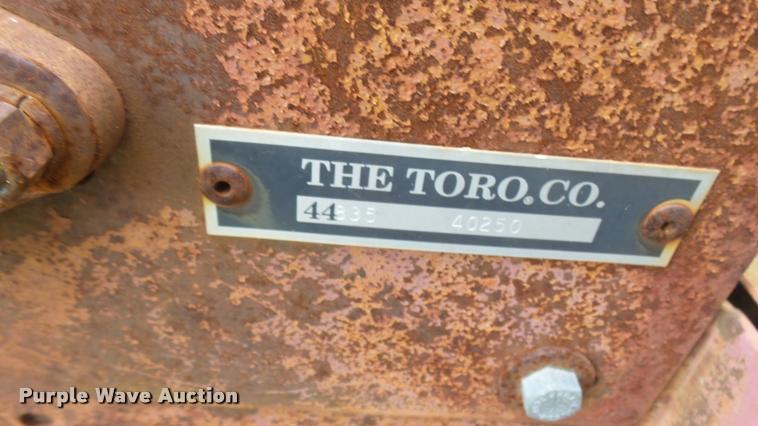 THE TORO® CO.
44835 40250
Purple Wave Auction